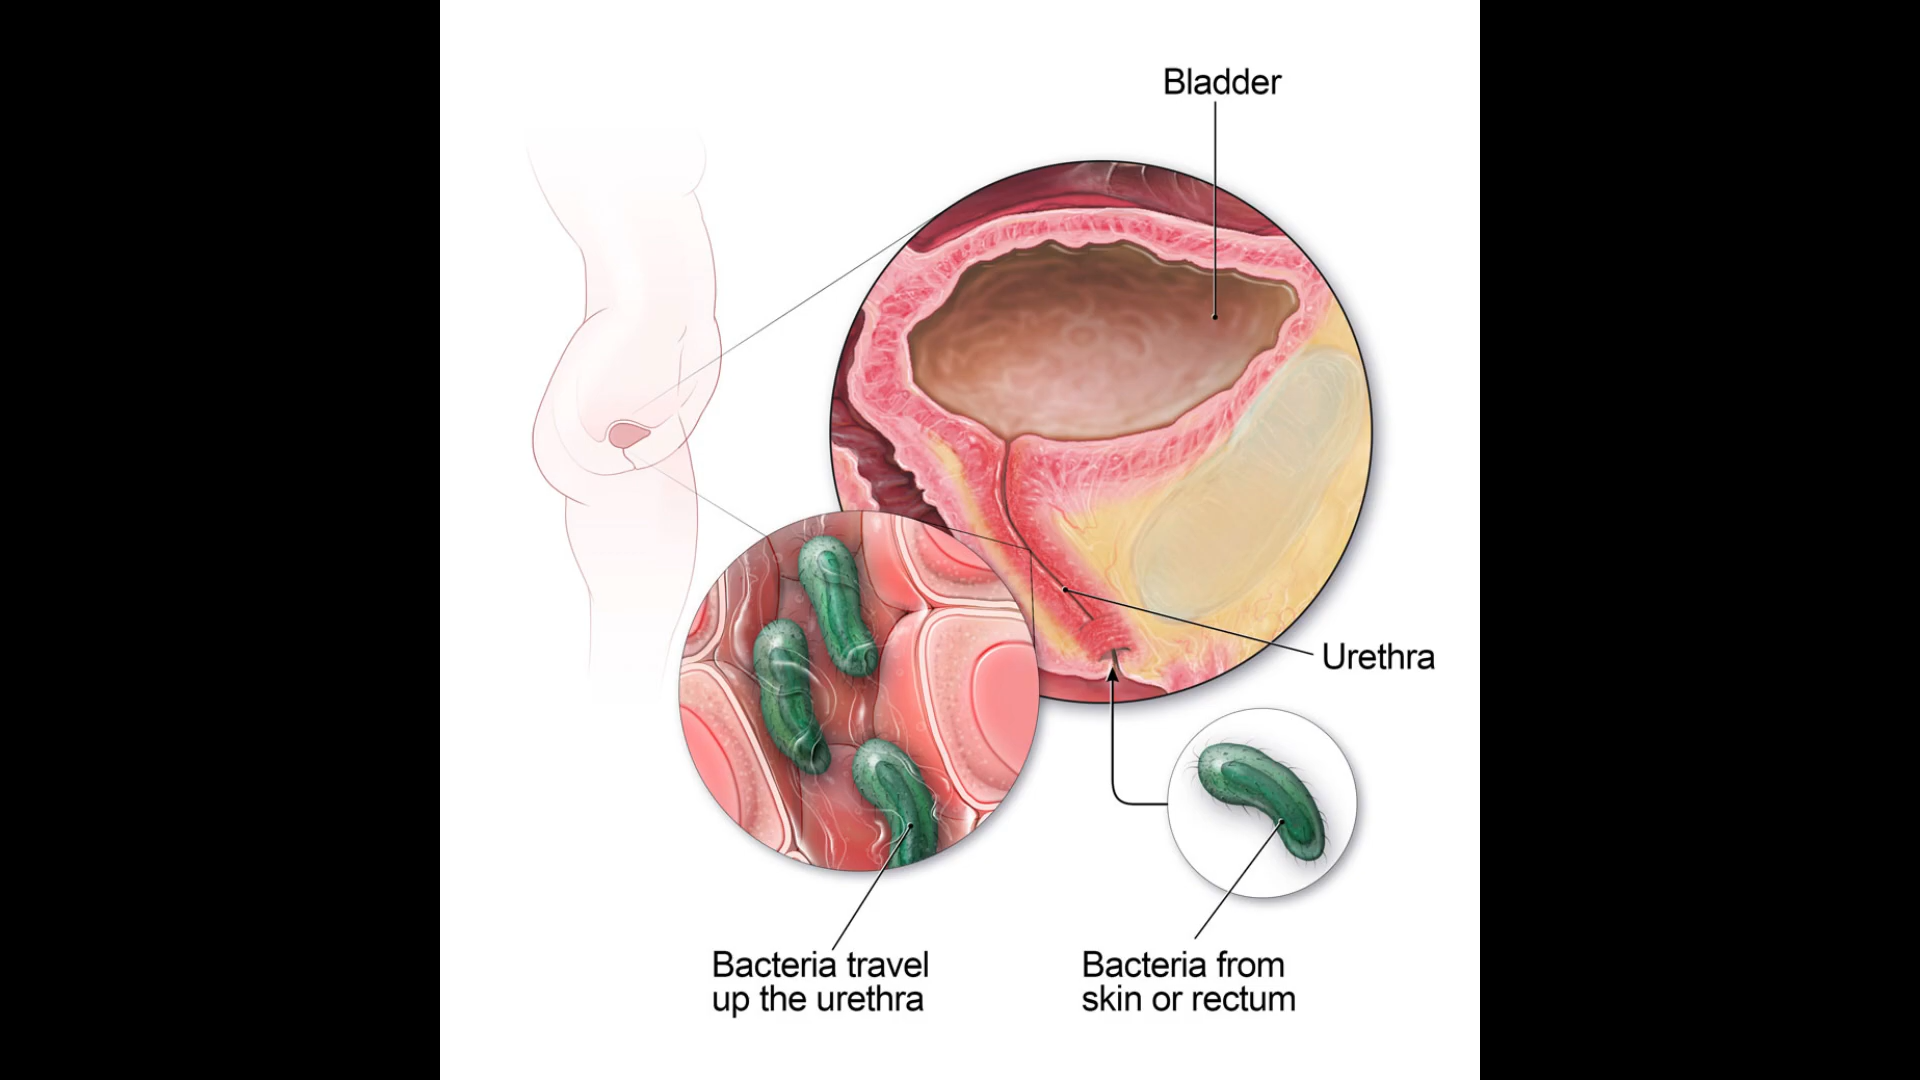 Bladder
Urethra
Bacteria travel
up the urethra
Bacteria from
skin or rectum